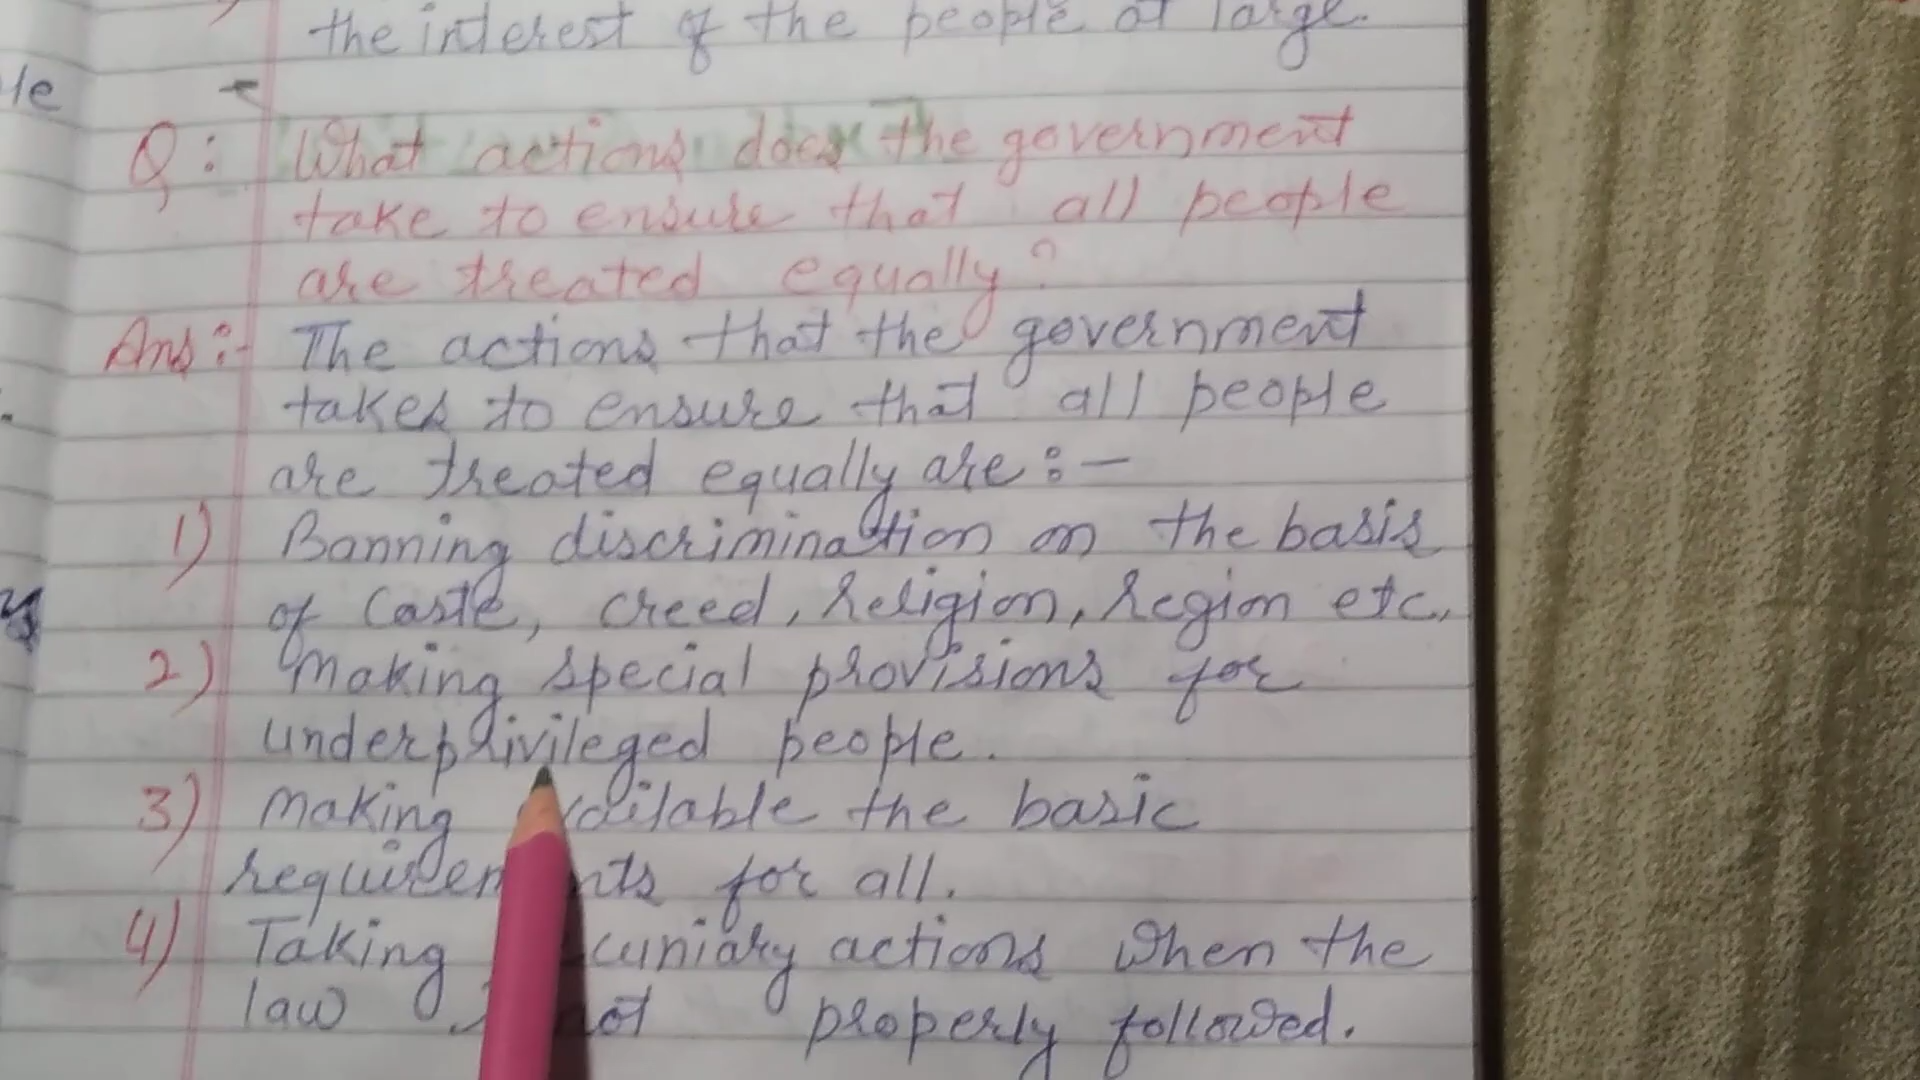 the interest of the people at large.
le
Q: What actions does the government
take to ensure that all people
are treated equally?
Ans:- The actions that the government
takes to ensure that all people
are treated equally are:-
1) Banning discrimination on the basis
of caste, creed, religion, region etc.
2) Making special provisions for
underprivileged people.
3) making available the basic
requirements for all.
4) Taking actions when the
law not properly followed.